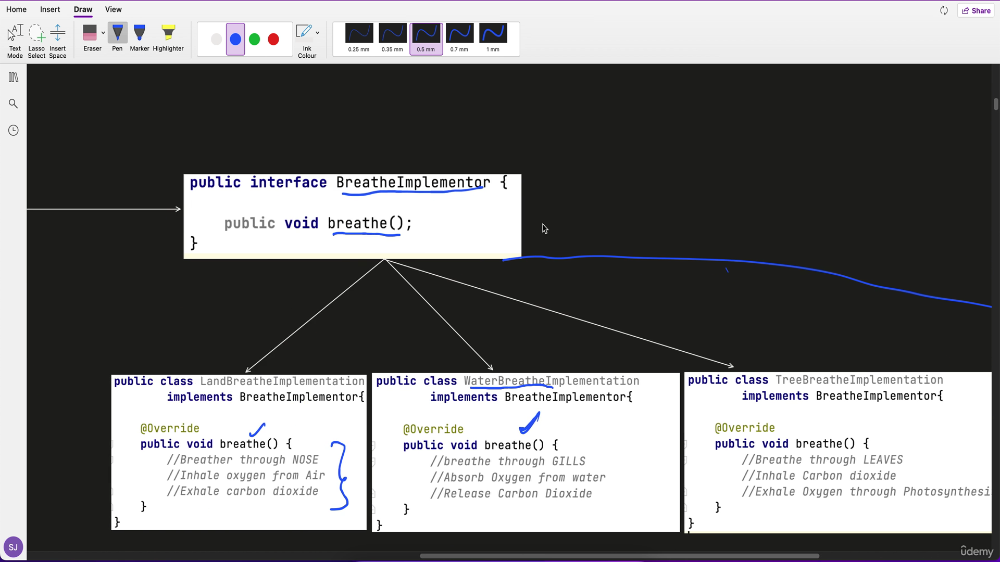 Home Insert Draw View
Share
Text Mode
Lasso Select
Insert Space
Eraser
Pen
Marker
Highlighter
Ink Colour
0.25 mm
0.35 mm
0.5 mm
0.7 mm
1 mm
public interface BreatheImplementor {
public void breathe();
}
public class LandBreatheImplementation
implements BreatheImplementor{
@Override
public void breathe() {
//Breather through NOSE
//Inhale oxygen from Air
//Exhale carbon dioxide
}
}
public class WaterBreatheImplementation
implements BreatheImplementor{
@Override
public void breathe() {
//breathe through GILLS
//Absorb Oxygen from water
//Release Carbon Dioxide
}
}
public class TreeBreatheImplementation
implements BreatheImplementor{
@Override
public void breathe() {
//Breathe through LEAVES
//Inhale Carbon dioxide
//Exhale Oxygen through Photosynthesi
}
}
SJ
ûdemy